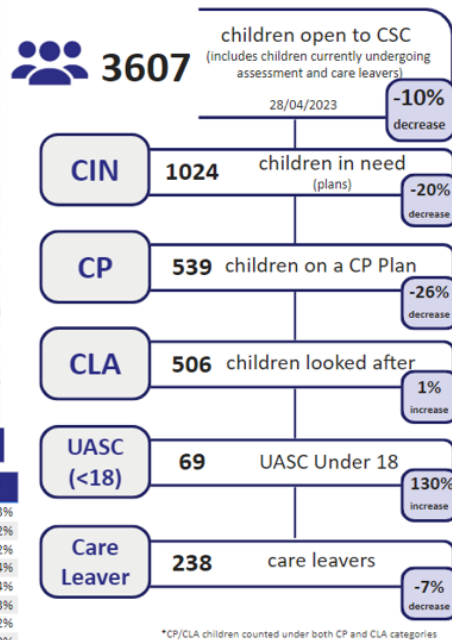 3607
children open to CSC
(includes children currently undergoing
assessment and care leavers)
28/04/2023
-10%
decrease
CIN
1024
children in need
(plans)
-20%
decrease
CP
539
children on a CP Plan
-26%
decrease
CLA
506
children looked after
1%
increase
UASC
(<18)
69
UASC Under 18
130%
increase
Care
Leaver
238
care leavers
-7%
decrease
*CP/CLA children counted under both CP and CLA categories